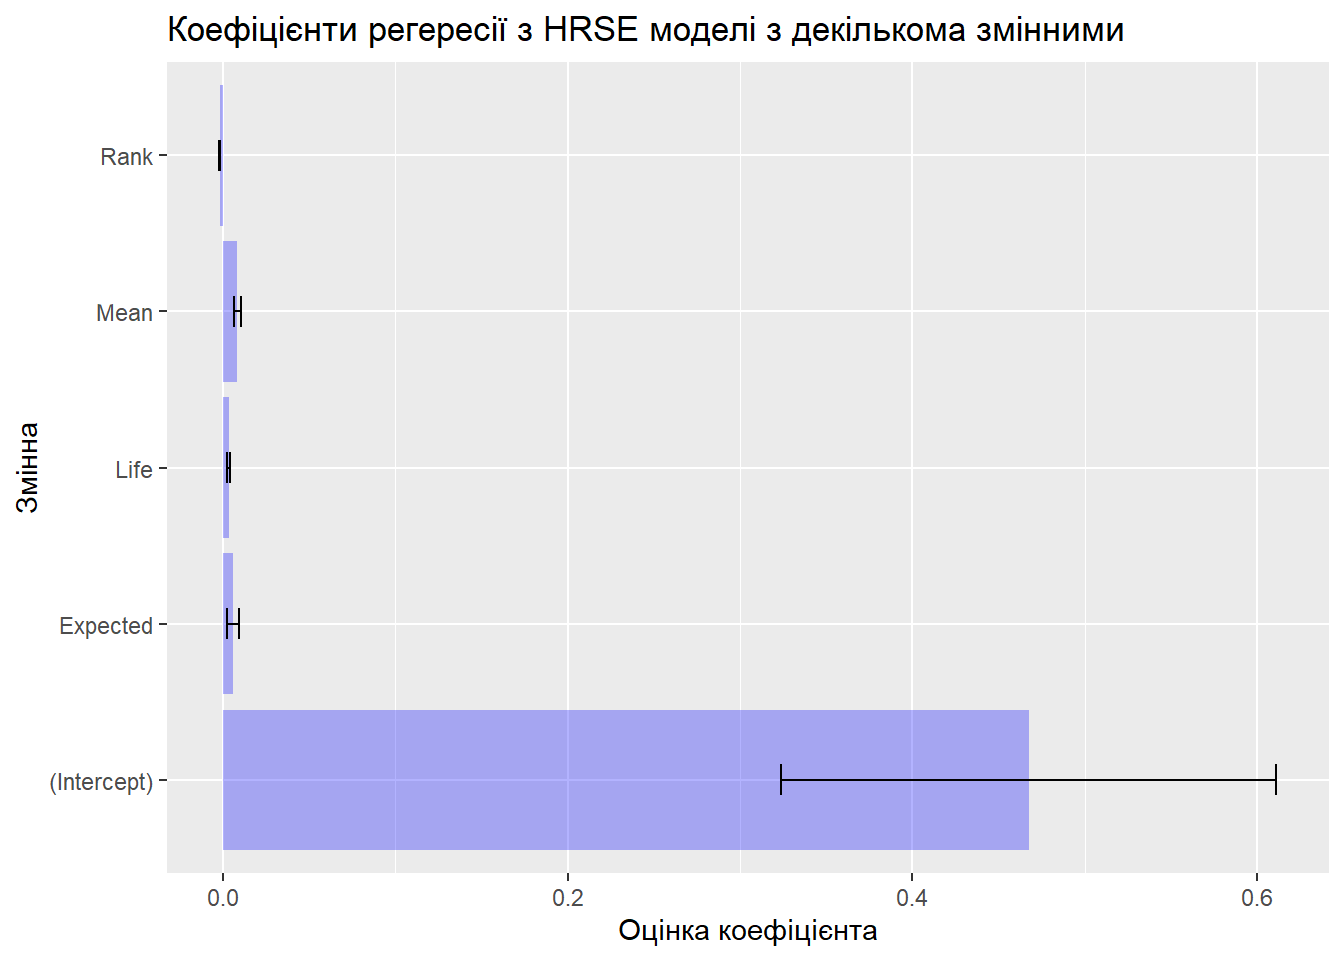 Коефіцієнти регересії з HRSE моделі з декількома змінними
Rank
Mean
Life
Expected
(Intercept)
Змінна
0.0 0.2 0.4 0.6
Оцінка коефіцієнта